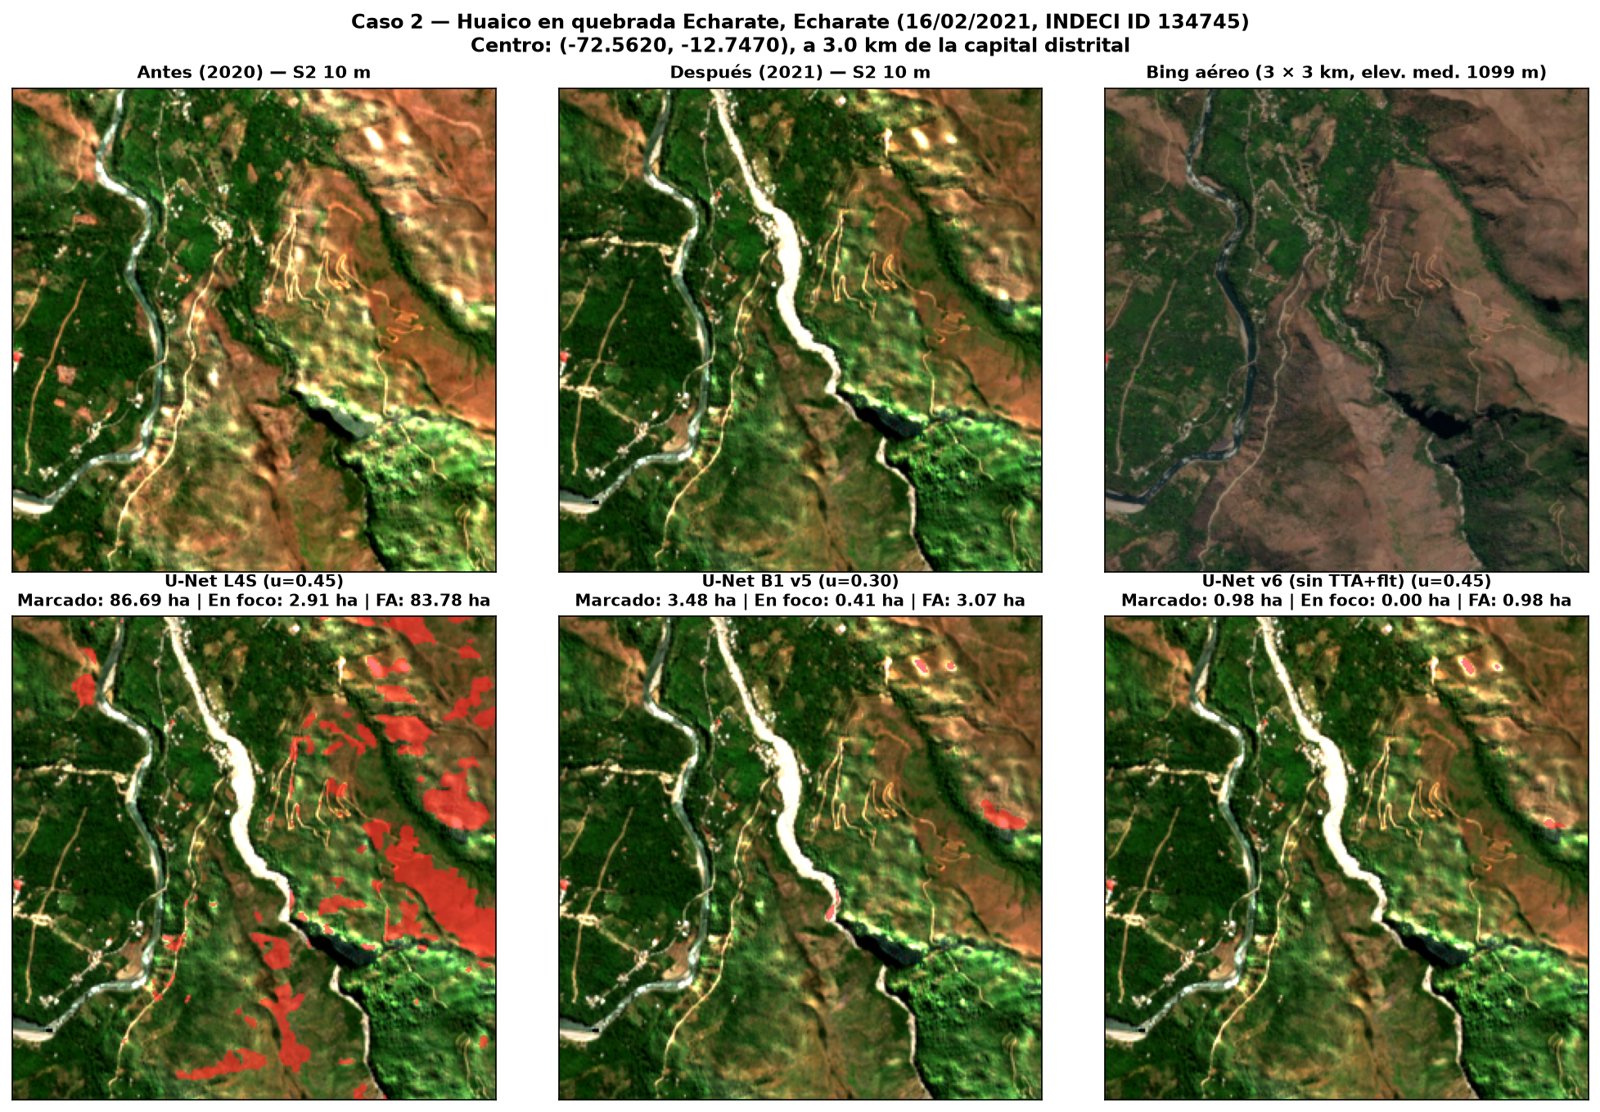 Caso 2 — Huaico en quebrada Echarate, Echarate (16/02/2021, INDECI ID 134745)
Centro: (-72.5620, -12.7470), a 3.0 km de la capital distrital
Antes (2020) — S2 10 m
Después (2021) — S2 10 m
Bing aéreo (3 × 3 km, elev. med. 1099 m)
U-Net L4S (u=0.45)
Marcado: 86.69 ha | En foco: 2.91 ha | FA: 83.78 ha
U-Net B1 v5 (u=0.30)
Marcado: 3.48 ha | En foco: 0.41 ha | FA: 3.07 ha
U-Net v6 (sin TTA+flt) (u=0.45)
Marcado: 0.98 ha | En foco: 0.00 ha | FA: 0.98 ha